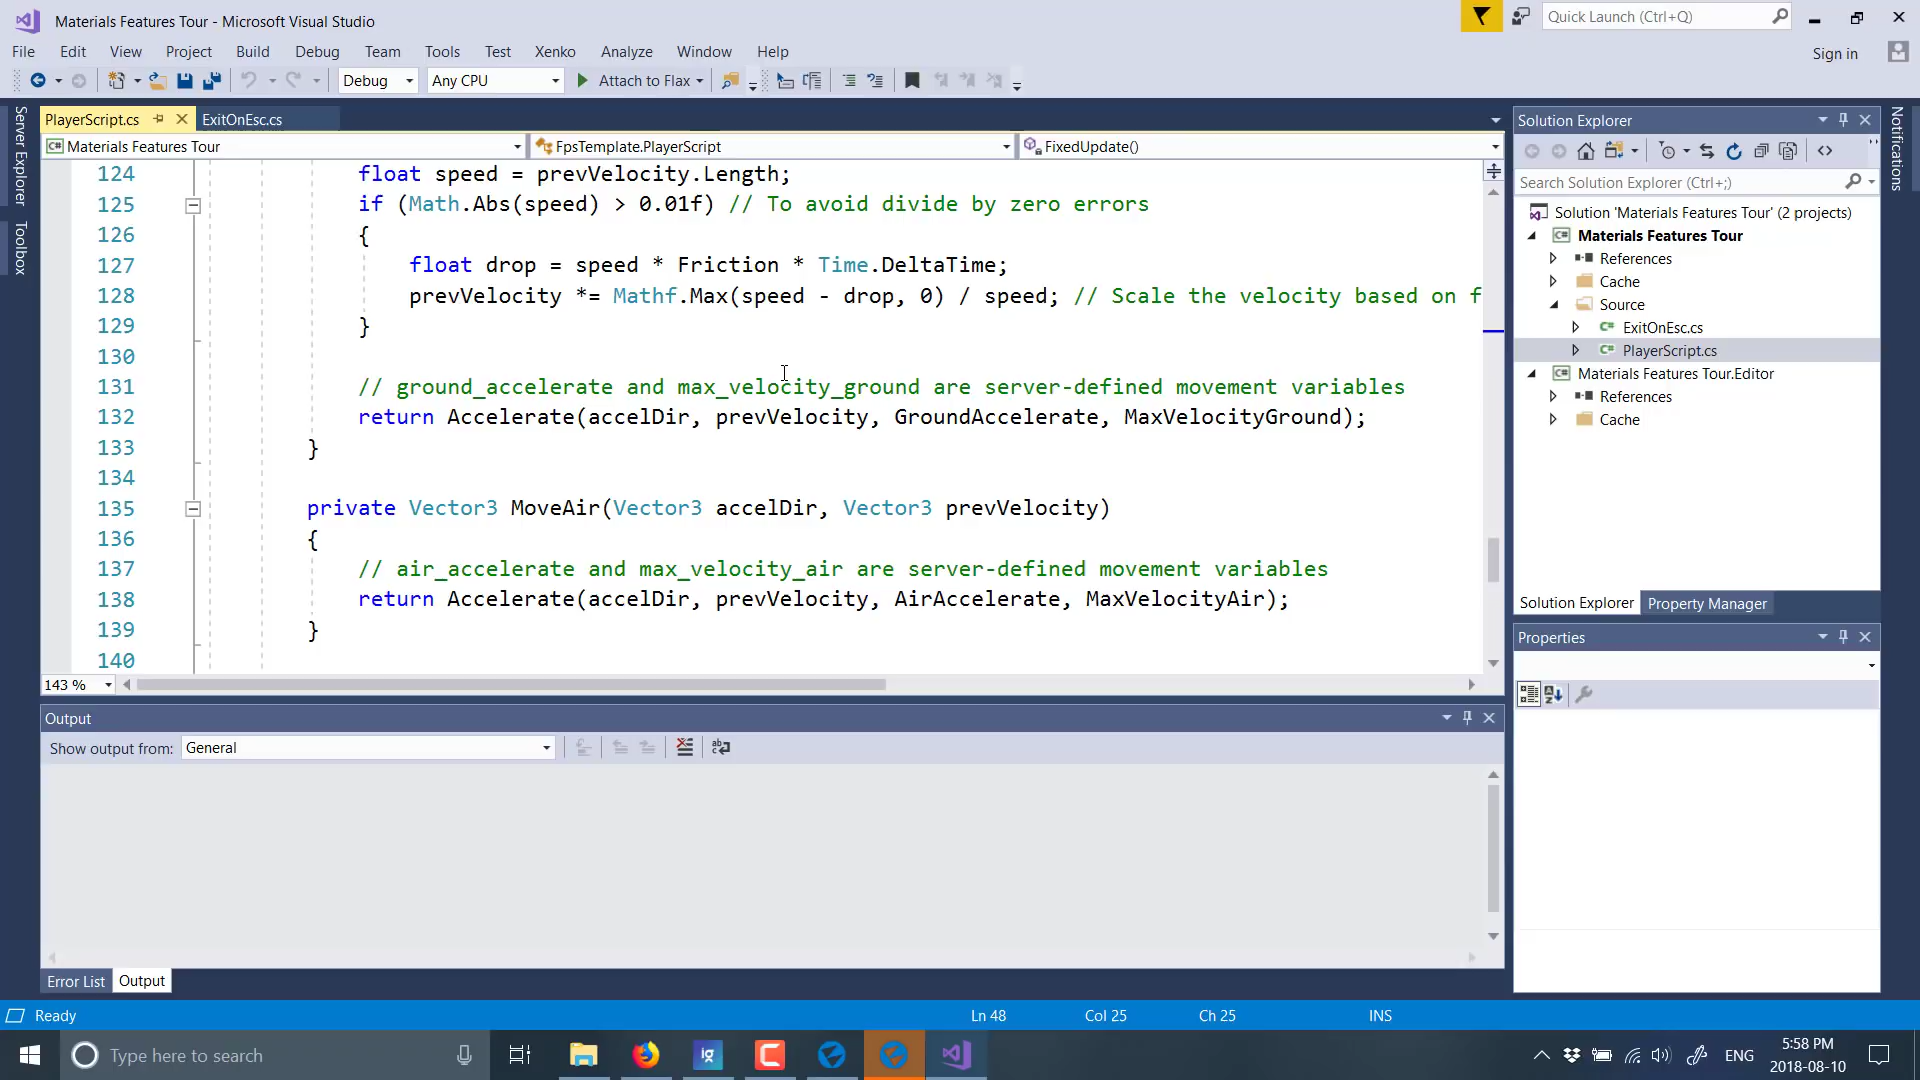 Materials Features Tour - Microsoft Visual Studio
Quick Launch (Ctrl+Q)
File Edit View Project Build Debug Team Tools Test Xenko Analyze Window Help
Sign in
Debug Any CPU Attach to Flax
Server Explorer
Toolbox
PlayerScript.cs ExitOnEsc.cs
Materials Features Tour FpsTemplate.PlayerScript FixedUpdate()
124 float speed = prevVelocity.Length;
125 if (Math.Abs(speed) > 0.01f) // To avoid divide by zero errors
126 {
127 float drop = speed * Friction * Time.DeltaTime;
128 prevVelocity *= Mathf.Max(speed - drop, 0) / speed; // Scale the velocity based on f
129 }
130
131 // ground_accelerate and max_velocity_ground are server-defined movement variables
132 return Accelerate(accelDir, prevVelocity, GroundAccelerate, MaxVelocityGround);
133 }
134
135 private Vector3 MoveAir(Vector3 accelDir, Vector3 prevVelocity)
136 {
137 // air_accelerate and max_velocity_air are server-defined movement variables
138 return Accelerate(accelDir, prevVelocity, AirAccelerate, MaxVelocityAir);
139 }
140
143 %
Output
Show output from: General
Error List Output
Solution Explorer
Search Solution Explorer (Ctrl+;)
Solution 'Materials Features Tour' (2 projects)
Materials Features Tour
References
Cache
Source
ExitOnEsc.cs
PlayerScript.cs
Materials Features Tour.Editor
References
Cache
Solution Explorer Property Manager
Properties
Notifications
Ready Ln 48 Col 25 Ch 25 INS
Type here to search
ig
ENG
5:58 PM
2018-08-10